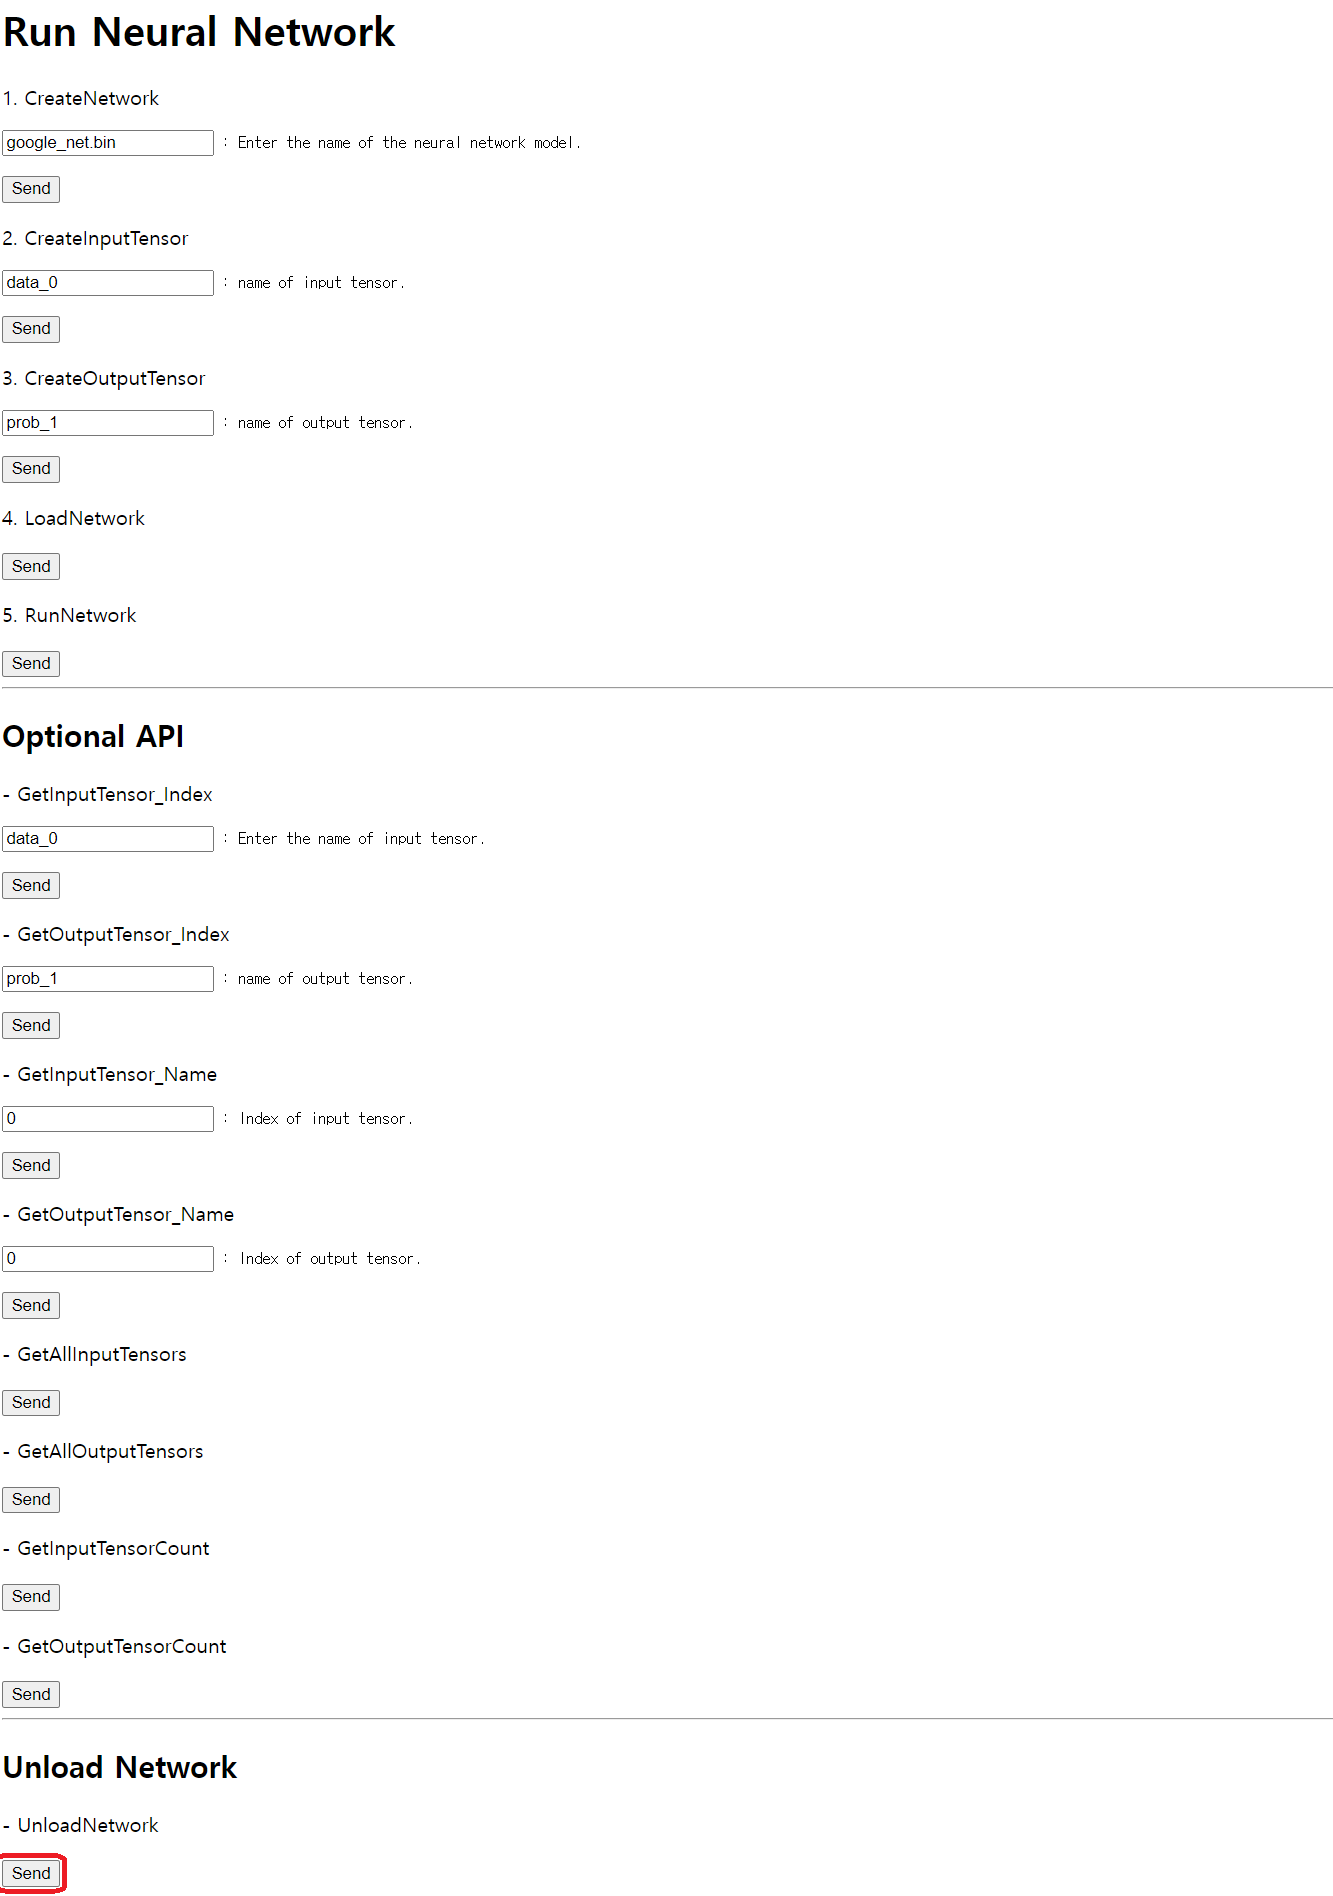 Run Neural Network
1. CreateNetwork
google_net.bin : Enter the name of the neural network model.
Send
2. CreateInputTensor
data_0 : name of input tensor.
Send
3. CreateOutputTensor
prob_1 : name of output tensor.
Send
4. LoadNetwork
Send
5. RunNetwork
Send
Optional API
- GetInputTensor_Index
data_0 : Enter the name of input tensor.
Send
- GetOutputTensor_Index
prob_1 : name of output tensor.
Send
- GetInputTensor_Name
0 : Index of input tensor.
Send
- GetOutputTensor_Name
0 : Index of output tensor.
Send
- GetAllInputTensors
Send
- GetAllOutputTensors
Send
- GetInputTensorCount
Send
- GetOutputTensorCount
Send
Unload Network
- UnloadNetwork
Send